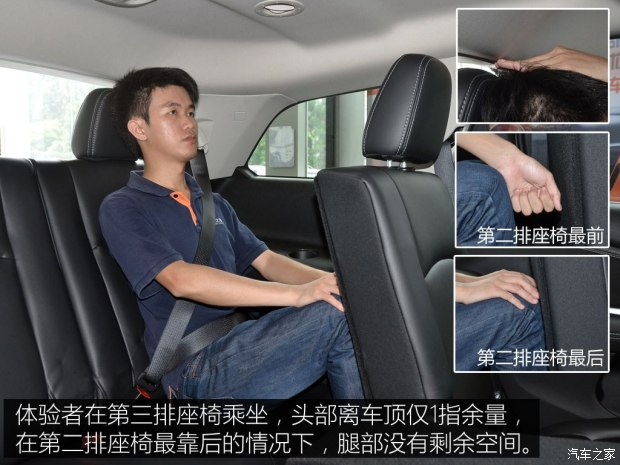 第二排座椅最前
第二排座椅最后
体验者在第三排座椅乘坐，头部离车顶仅1指余量，
在第二排座椅最靠后的情况下，腿部没有剩余空间。
汽车之家